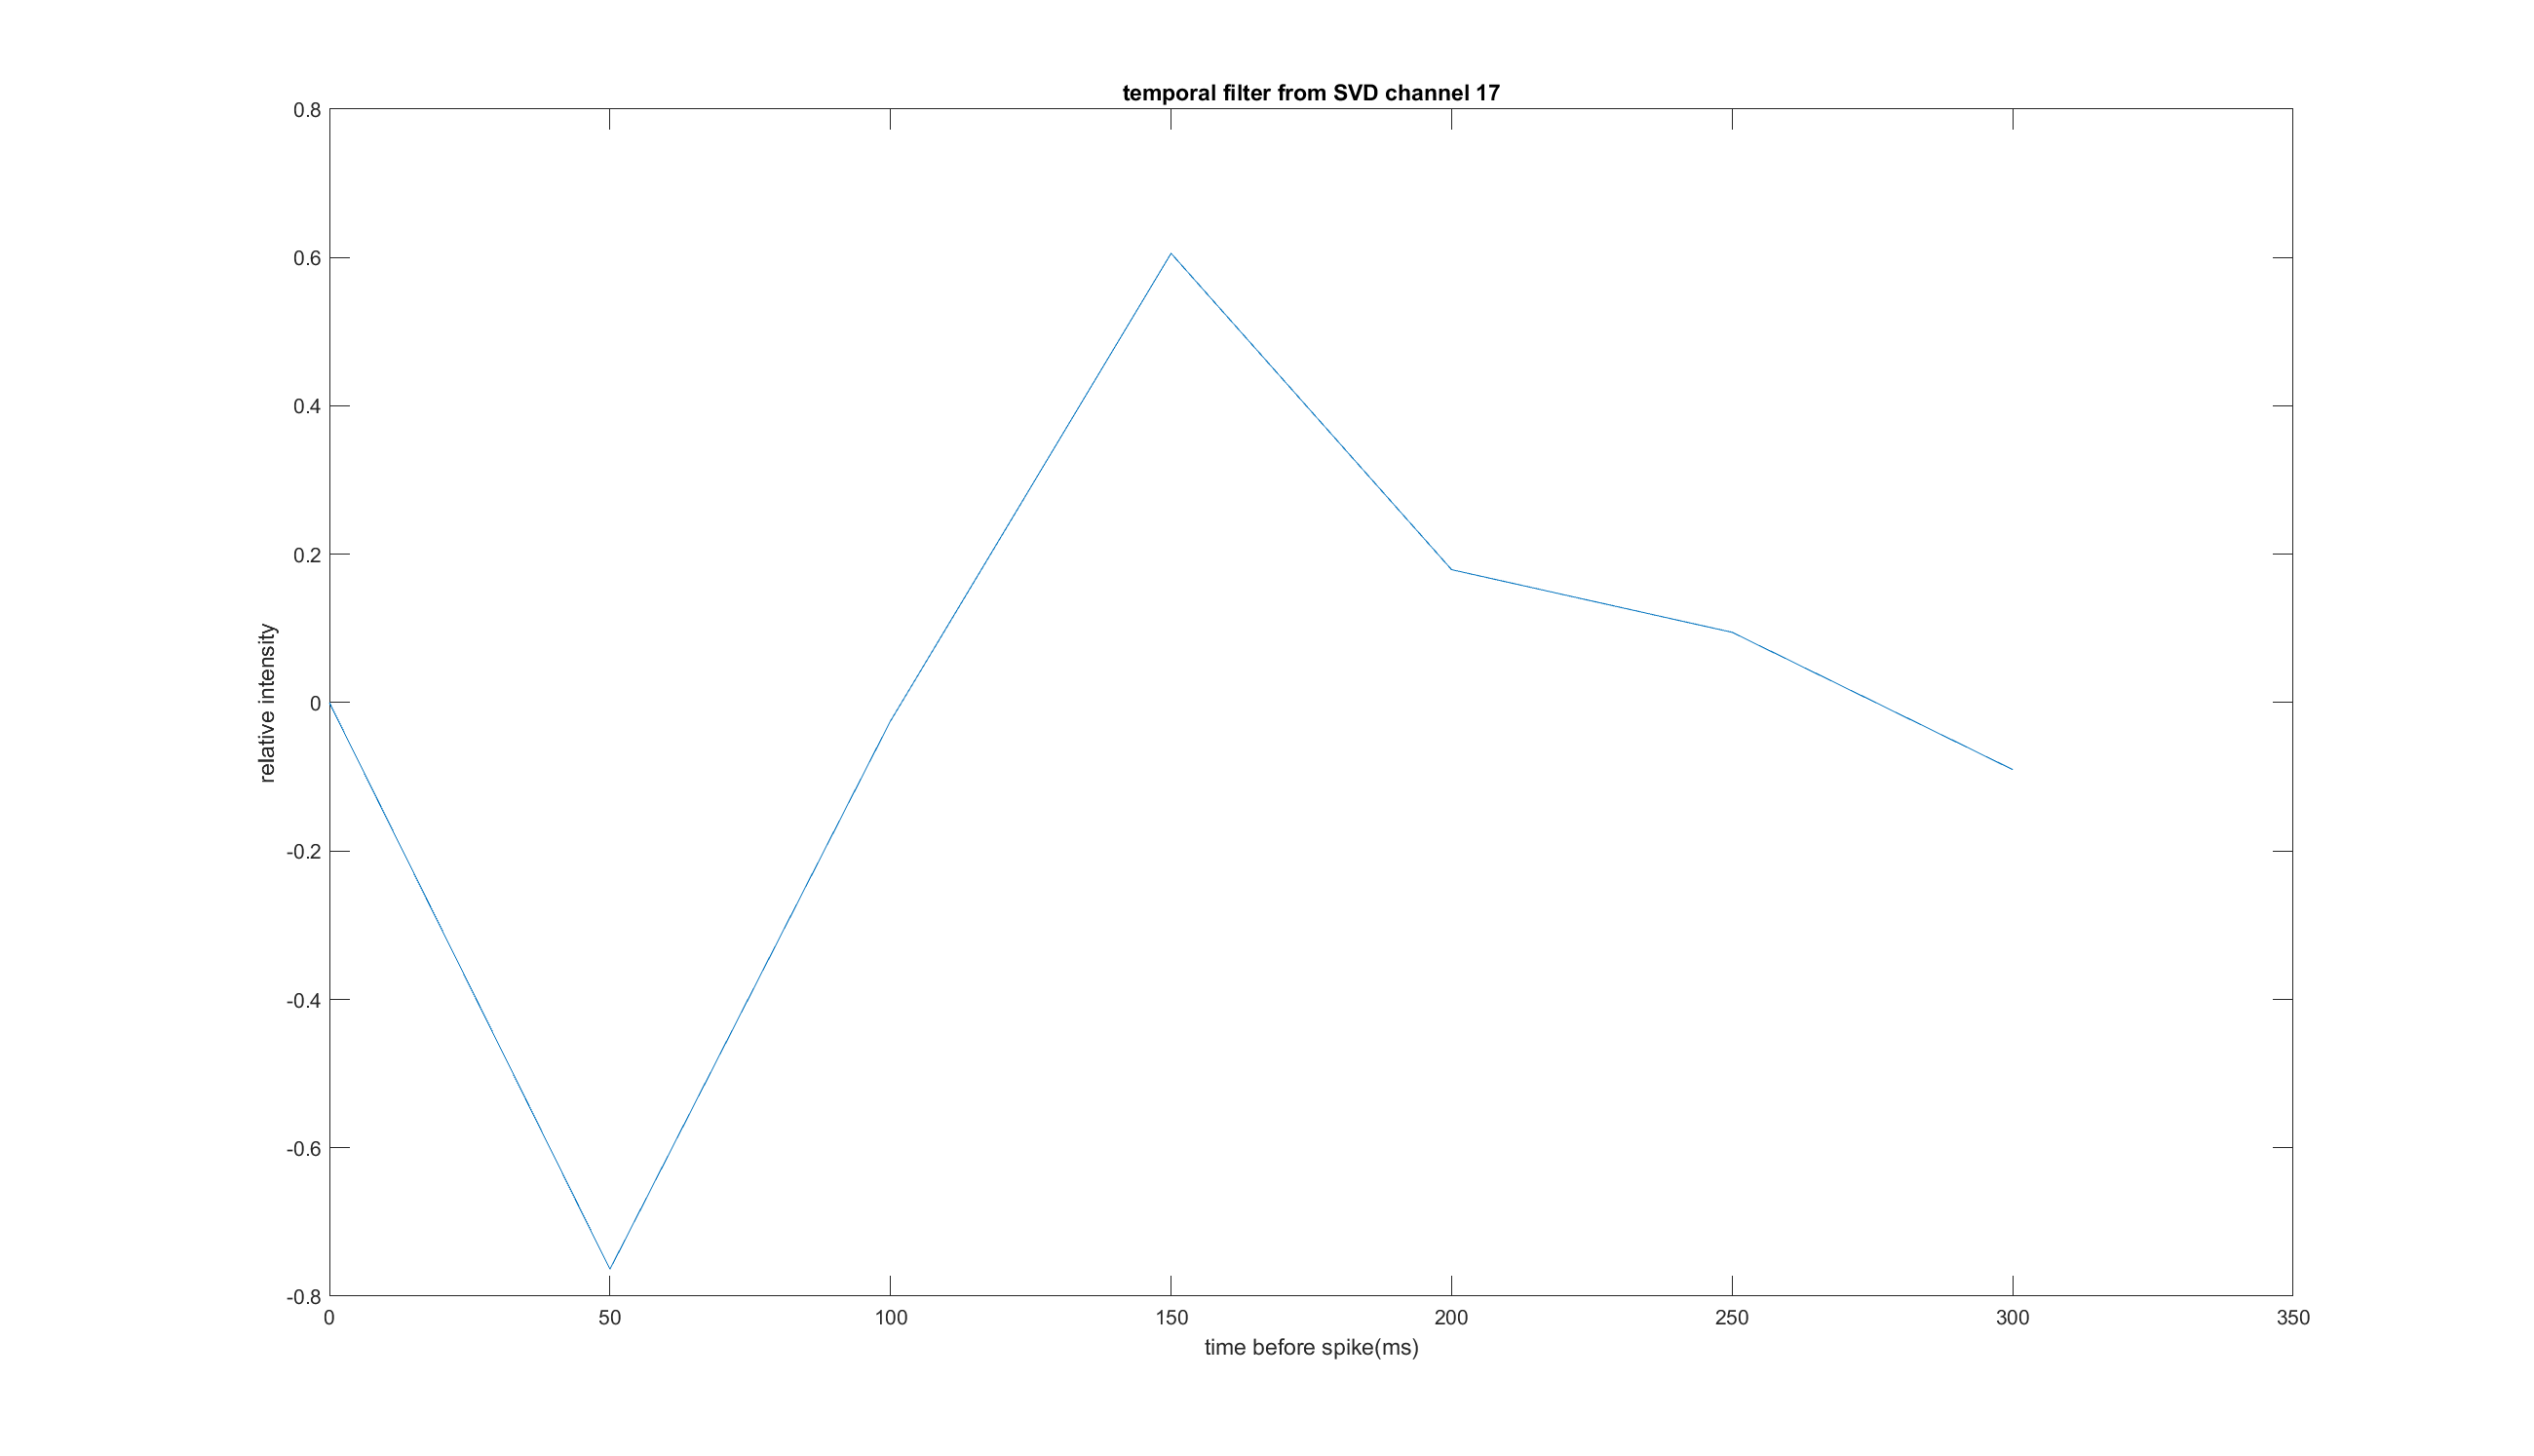 temporal filter from SVD channel 17
0.8
0.6
0.4
0.2
0
-0.2
-0.4
-0.6
-0.8
relative intensity
0 50 100 150 200 250 300 350
time before spike(ms)